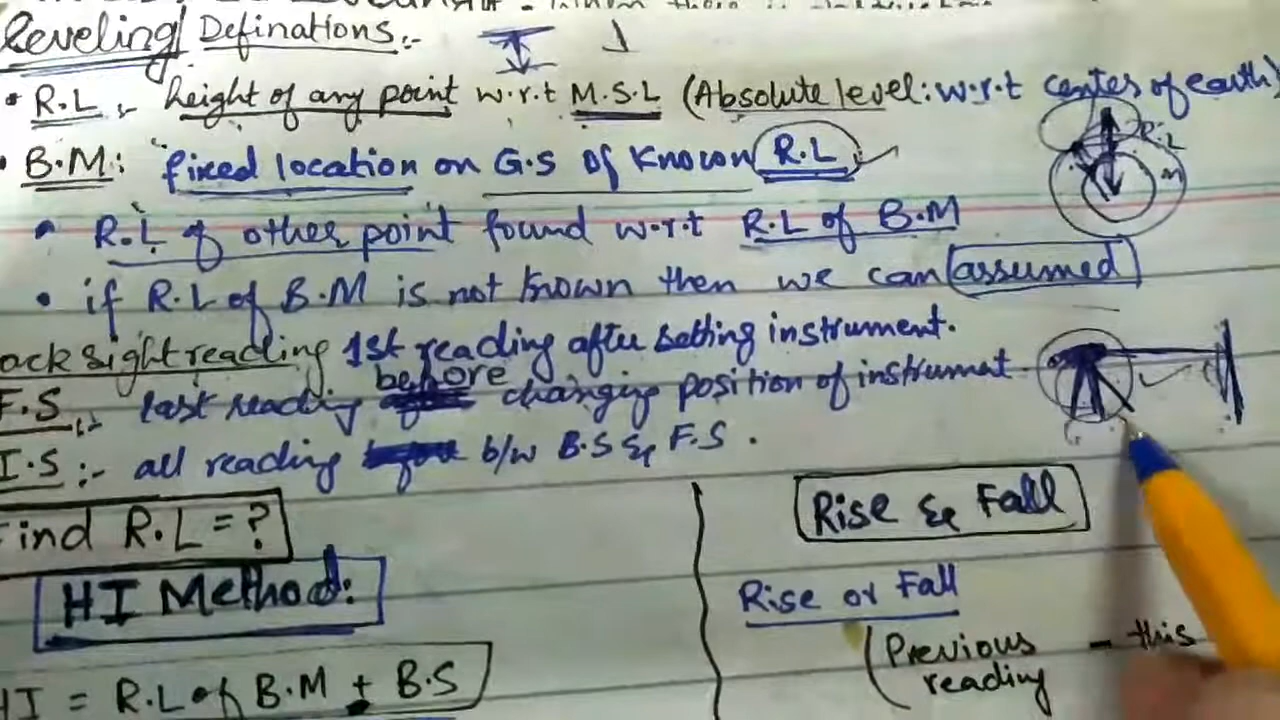 leveling Definations:-
• R.L :- height of any point w.r.t M.S.L (Absolute level: w.r.t center of earth)
R.L
• B.M: fixed location on G.S of Known R.L
• R.L of other point found w.r.t R.L of B.M
• if R.L of B.M is not known then we can assumed
ack sight reading 1st reading after setting instrument.
F.S :- last reading before changing position of instrument
I.S :- all reading b/w B.S & F.S.
ind R.L = ?
HI Method:
HI = R.L of B.M + B.S
Rise & Fall
Rise or Fall
(Previous reading - this